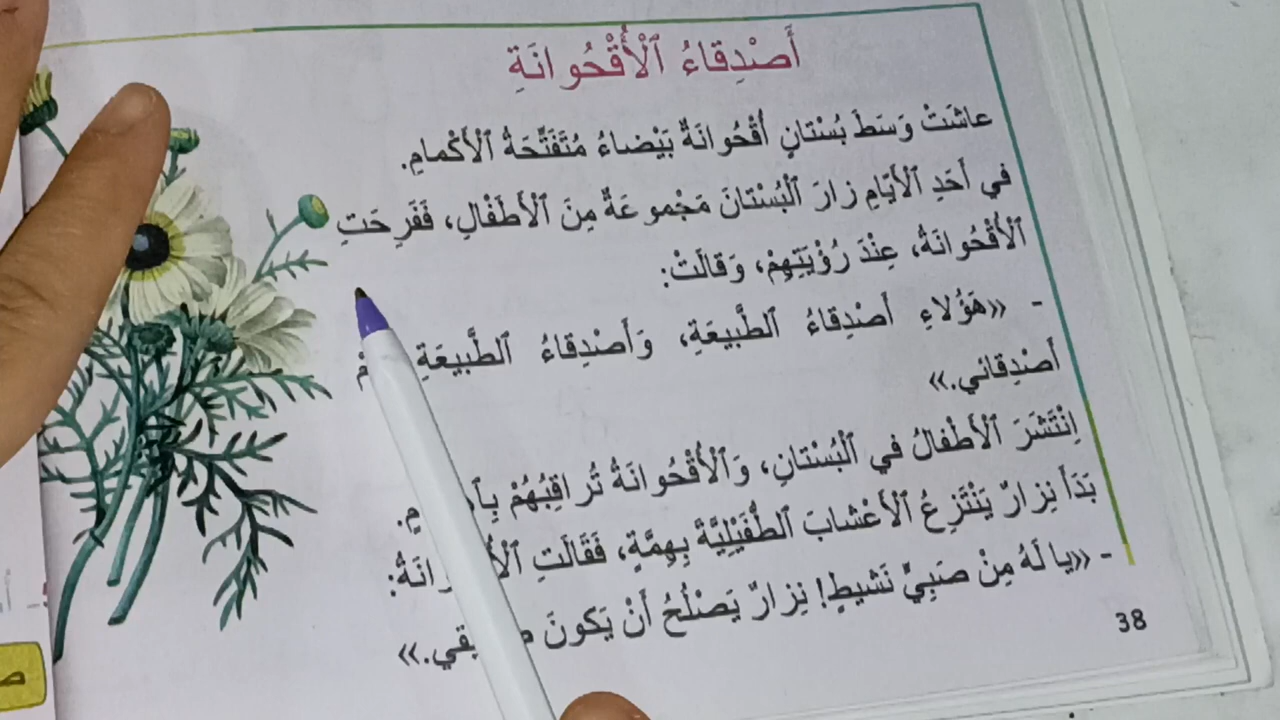 أَصْدِقاءُ ٱلْأُقْحُوانَةِ
عاشَتْ وَسَطَ بُسْتانٍ أُقْحُوانَةٌ بَيْضاءُ مُتَفَتِّحَةُ ٱلْأَكْمامِ.
في أَحَدِ الْأَيّامِ زارَ ٱلْبُسْتانَ مَجْموعَةٌ مِنَ ٱلْأَطْفالِ، فَفَرِحَتِ
ٱلْأُقْحُوانَةُ، عِنْدَ رُؤْيَتِهِمْ، وَقالَتْ:
- «هَؤُلاءِ أَصْدِقاءُ ٱلطَّبيعَةِ، وَأَصْدِقاءُ ٱلطَّبيعَةِ
أَصْدِقائي.»
اِنْتَشَرَ ٱلْأَطْفالُ في ٱلْبُسْتانِ، وَٱلْأُقْحُوانَةُ تُراقِبُهُمْ
بَدَأَ نِزارٌ يَنْتَزِعُ ٱلْأَعْشابَ ٱلطُّفَيْلِيَّةَ بِهِمَّةٍ، فَقَالَتِ
- «يا لَهُ مِنْ صَبِيٍّ نَشيطٍ! نِزارٌ يَصْلُحُ أَنْ يَكونَ
38